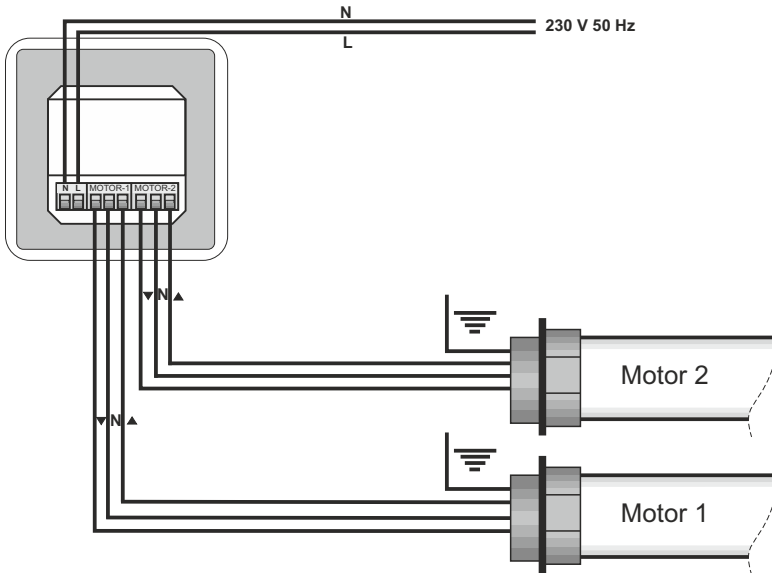 N
230 V 50 Hz
L
N L MOTOR-1 MOTOR-2
▼ N ▲
Motor 2
▼ N ▲
Motor 1